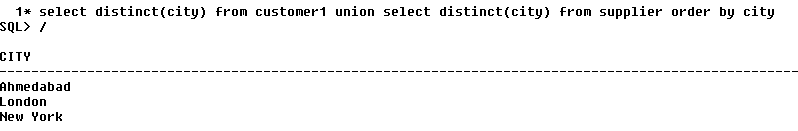 1* select distinct(city) from customer1 union select distinct(city) from supplier order by city
SQL> /
CITY
--------------------------------------------------------------------------------
Ahmedabad
London
New York